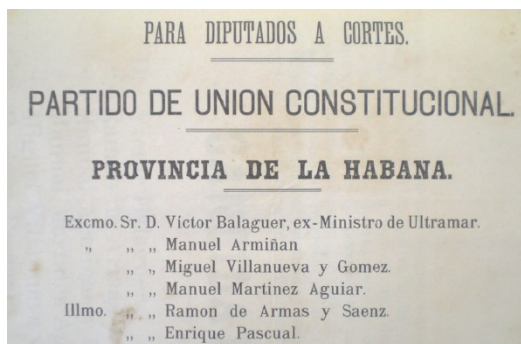 PARA DIPUTADOS A CORTES.
PARTIDO DE UNION CONSTITUCIONAL.
PROVINCIA DE LA HABANA.
Excmo. Sr. D. Victor Balaguer, ex-Ministro de Ultramar.
„ „ „ Manuel Armiñan
„ „ Miguel Villanueva y Gomez.
„ „ Manuel Martinez Aguiar.
Illmo. „ „ Ramon de Armas y Saenz.
„ „ Enrique Pascual.